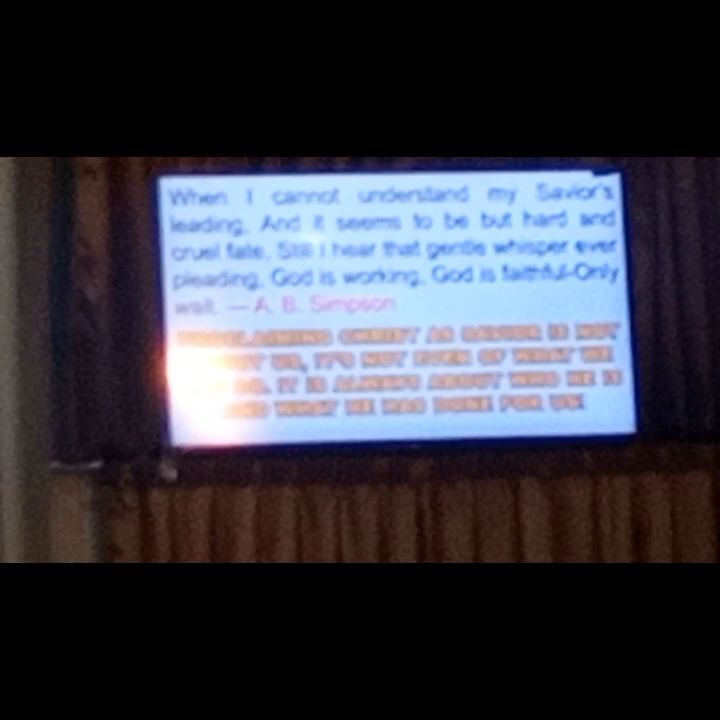 When I cannot understand my Savior's
leading, And it seems to be but hard and
cruel fate, Still I hear that gentle whisper ever
pleading, God is working, God is faithful-Only
wait. — A. B. Simpson
PROCLAIMING CHRIST AS SAVIOR IS NOT
US, IT'S NOT EVEN OF WHAT WE
IT IS ALWAYS ABOUT WHO HE IS
AND WHAT HE HAS DONE FOR US!